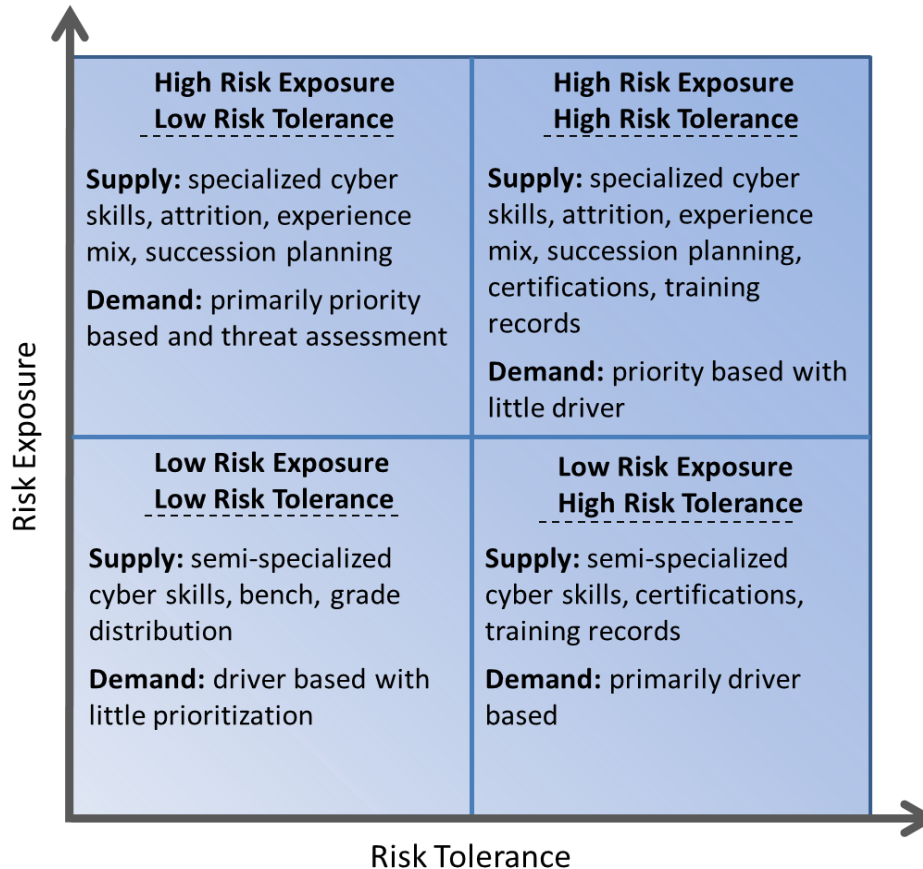 High Risk Exposure
Low Risk Tolerance
Supply: specialized cyber
skills, attrition, experience
mix, succession planning
Demand: primarily priority
based and threat assessment
High Risk Exposure
High Risk Tolerance
Supply: specialized cyber
skills, attrition, experience
mix, succession planning,
certifications, training
records
Demand: priority based with
little driver
Low Risk Exposure
Low Risk Tolerance
Supply: semi-specialized
cyber skills, bench, grade
distribution
Demand: driver based with
little prioritization
Low Risk Exposure
High Risk Tolerance
Supply: semi-specialized
cyber skills, certifications,
training records
Demand: primarily driver
based
Risk Exposure
Risk Tolerance